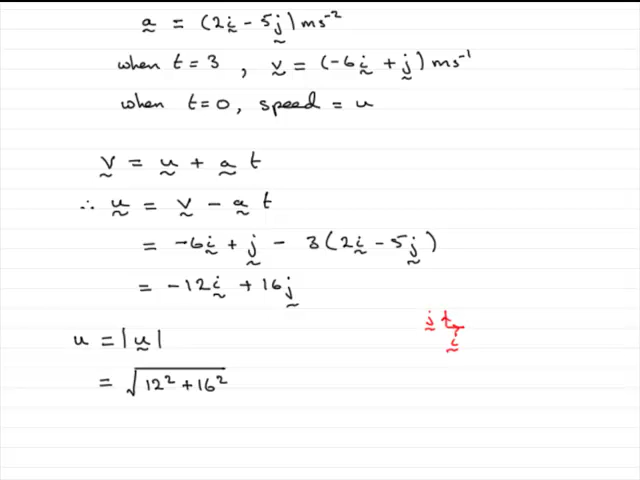 a = (2i - 5j) ms⁻²
when t = 3, v = (-6i + j) ms⁻¹
when t=0, speed = u
v = u + a t
∴ u = v - a t
= -6i + j - 3(2i - 5j)
= -12i + 16j
j
i
u = |u|
= √12² + 16²